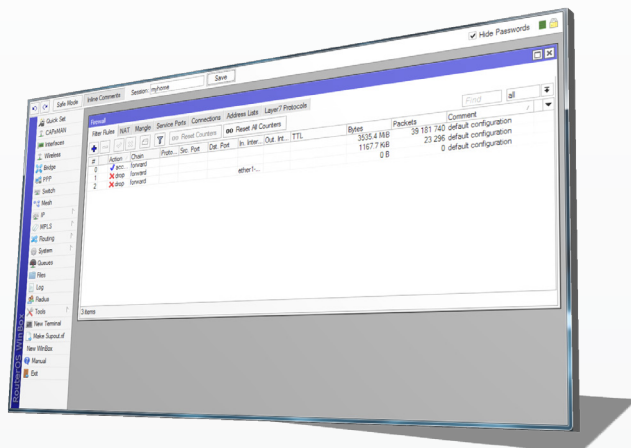 Hide Passwords
Safe Mode
Inline Comments
Session: myhome
Save
Quick Set
CAPsMAN
Interfaces
Wireless
Bridge
PPP
Switch
Mesh
IP
MPLS
Routing
System
Queues
Files
Log
Radius
Tools
New Terminal
Make Supout.rif
New WinBox
Manual
Exit
RouterOS WinBox
Firewall
Filter Rules NAT Mangle Service Ports Connections Address Lists Layer7 Protocols
Reset Counters 00 Reset All Counters
Find all
# Action Chain Proto... Src. Port Dst. Port In. Inter... Out. Int... TTL Bytes Packets Comment
0 acc... forward 3535.4 MiB 39 181 740 default configuration
1 drop forward 1167.7 KiB 23 296 default configuration
2 drop forward ether1-... 0 B 0 default configuration
3 items